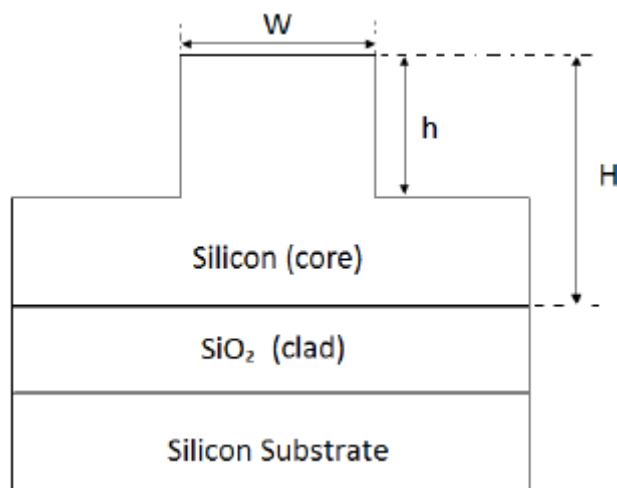 W
h
H
Silicon (core)
SiO₂ (clad)
Silicon Substrate